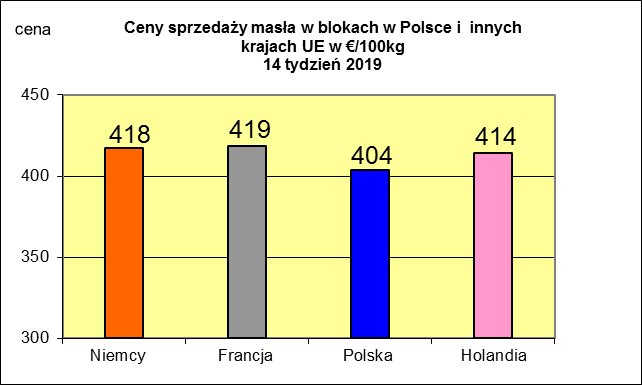 cena
Ceny sprzedaży masła w blokach w Polsce i  innych
krajach UE w €/100kg
14 tydzień 2019
450
400
350
300
418
419
404
414
Niemcy
Francja
Polska
Holandia